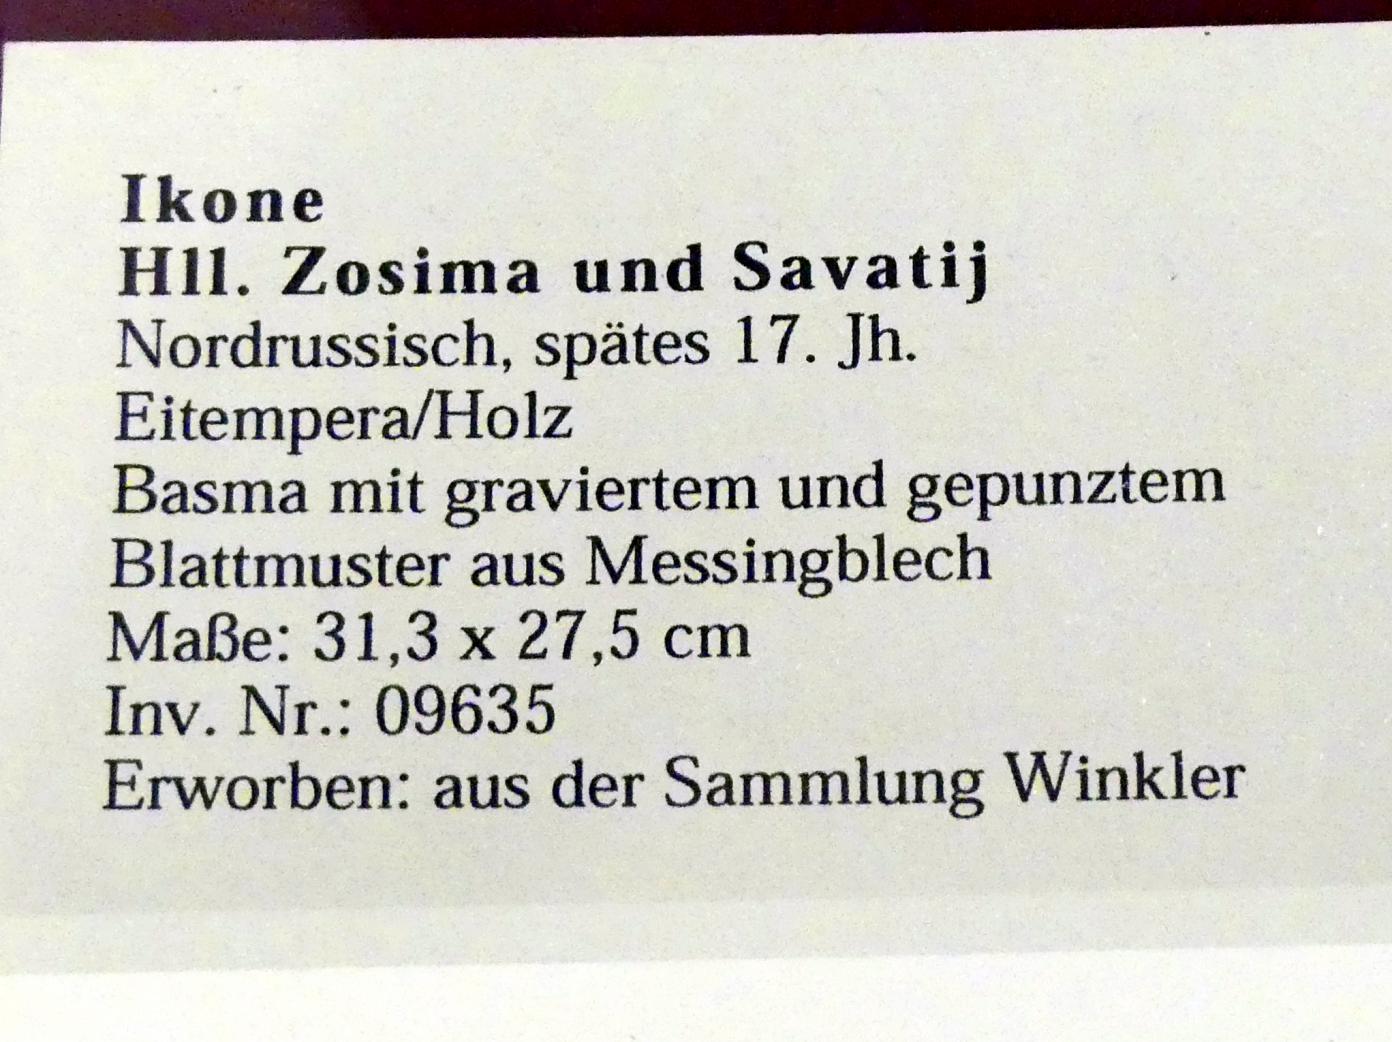 Ikone
Hll. Zosima und Savatij
Nordrussisch, spätes 17. Jh.
Eitempera/Holz
Basma mit graviertem und gepunztem
Blattmuster aus Messingblech
Maße: 31,3 x 27,5 cm
Inv. Nr.: 09635
Erworben: aus der Sammlung Winkler